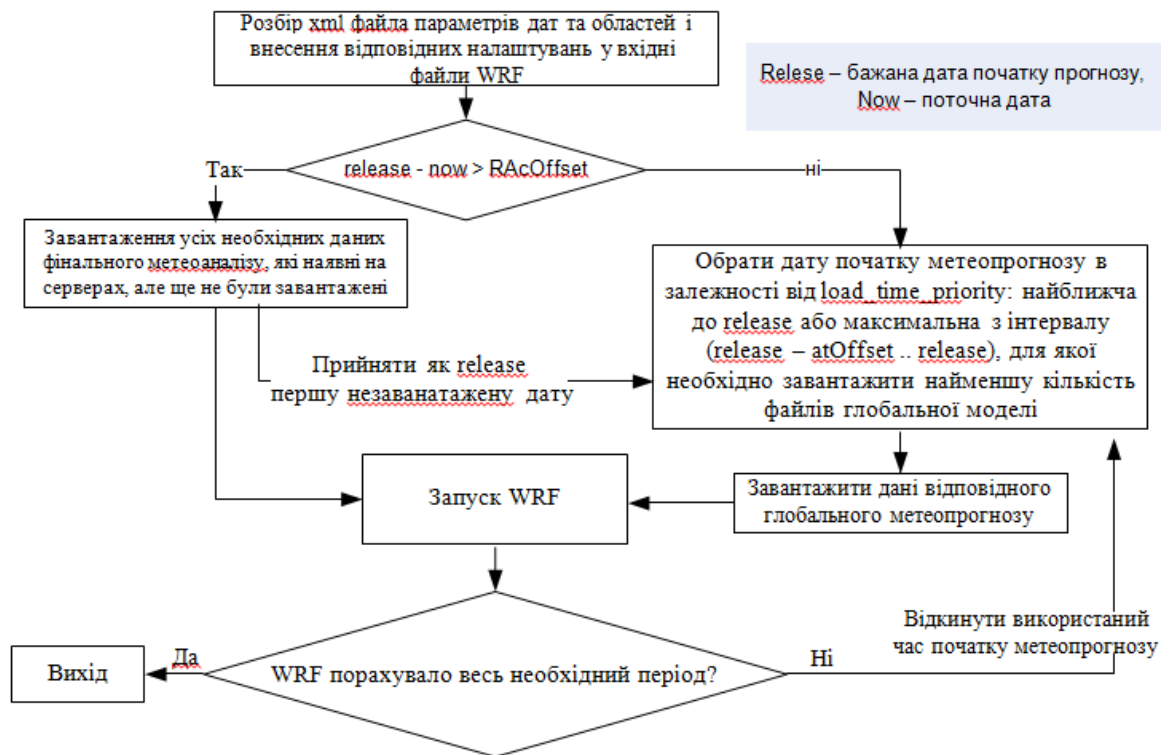 Розбір xml файла параметрів дат та областей і
внесення відповідних налаштувань у вхідні
файли WRF
Relese – бажана дата початку прогнозу,
Now – поточна дата
release - now > RAcOffset
Так
ні
Завантаження усіх необхідних даних
фінального метеоаналізу, які наявні на
серверах, але ще не були завантажені
Обрати дату початку метеопрогнозу в
залежності від load_time_priority: найближча
до release або максимальна з інтервалу
(release – atOffset .. release), для якої
необхідно завантажити найменшу кількість
файлів глобальної моделі
Прийняти як release
першу незаванатажену дату
Запуск WRF
Завантажити дані відповідного
глобального метеопрогнозу
Відкинути використаний
час початку метеопрогнозу
Вихід
Да
WRF порахувало весь необхідний період?
Ні